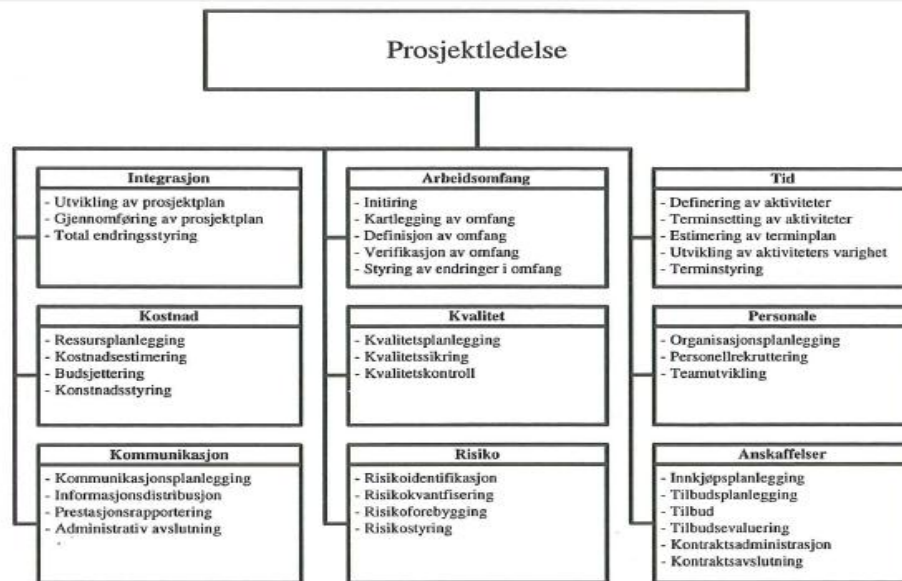 Prosjektledelse
Integrasjon
- Utvikling av prosjektplan
- Gjennomføring av prosjektplan
- Total endringsstyring
Arbeidsomfang
- Initiring
- Kartlegging av omfang
- Definisjon av omfang
- Verifikasjon av omfang
- Styring av endringer i omfang
Tid
- Definering av aktiviteter
- Terminsetting av aktiviteter
- Estimering av terminplan
- Utvikling av aktiviteters varighet
- Terminstyring
Kostnad
- Ressursplanlegging
- Kostnadsestimering
- Budsjettering
- Konstnadsstyring
Kvalitet
- Kvalitetsplanlegging
- Kvalitetssikring
- Kvalitetskontroll
Personale
- Organisasjonsplanlegging
- Personellrekruttering
- Teamutvikling
Kommunikasjon
- Kommunikasjonsplanlegging
- Informasjonsdistribusjon
- Prestasjonsrapportering
- Administrativ avslutning
Risiko
- Risikoidentifikasjon
- Risikokvantfisering
- Risikoforebygging
- Risikostyring
Anskaffelser
- Innkjøpsplanlegging
- Tilbudsplanlegging
- Tilbud
- Tilbudsevaluering
- Kontraktsadministrasjon
- Kontraktsavslutning